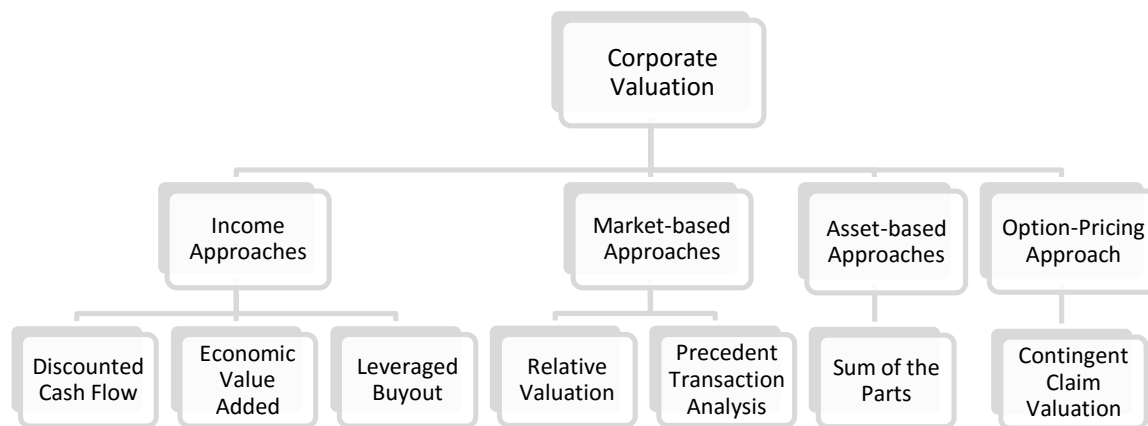 Corporate
Valuation
Income
Approaches
Market-based
Approaches
Asset-based
Approaches
Option-Pricing
Approach
Discounted
Cash Flow
Economic
Value
Added
Leveraged
Buyout
Relative
Valuation
Precedent
Transaction
Analysis
Sum of the
Parts
Contingent
Claim
Valuation